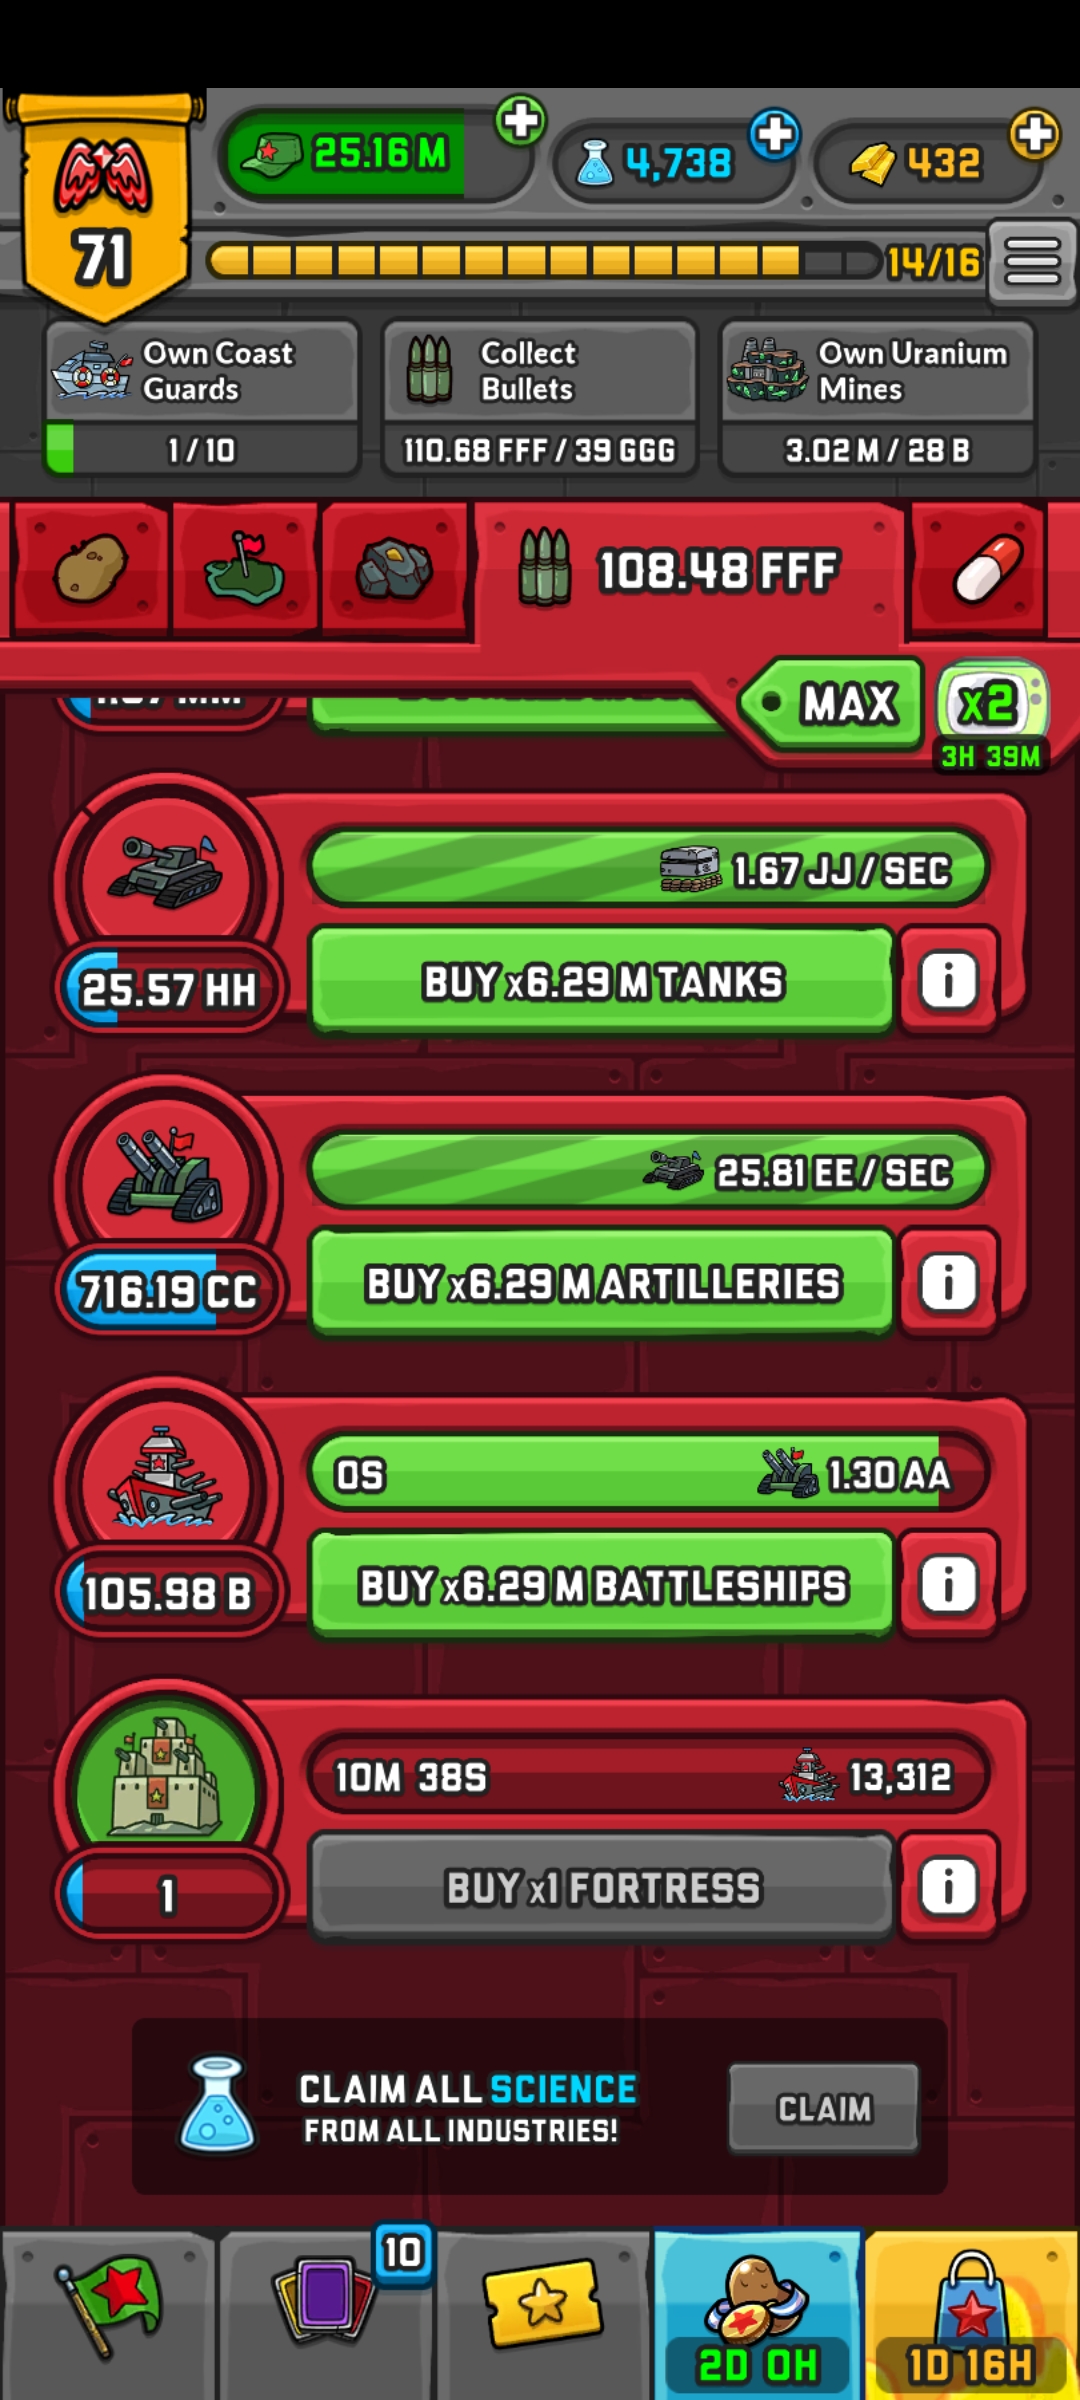 71
25.16 M
4,738
432
14/16
Own Coast
Guards
1 / 10
Collect
Bullets
110.68 FFF / 39 GGG
Own Uranium
Mines
3.02 M / 28 B
108.48 FFF
MAX
x2
3H 39M
1.67 JJ / SEC
25.57 HH
BUY x6.29 M TANKS
i
25.81 EE / SEC
716.19 CC
BUY x6.29 M ARTILLERIES
i
0S
1.30 AA
105.98 B
BUY x6.29 M BATTLESHIPS
i
10M 38S
13,312
1
BUY x1 FORTRESS
i
CLAIM ALL SCIENCE
FROM ALL INDUSTRIES!
CLAIM
10
2D 0H
1D 16H